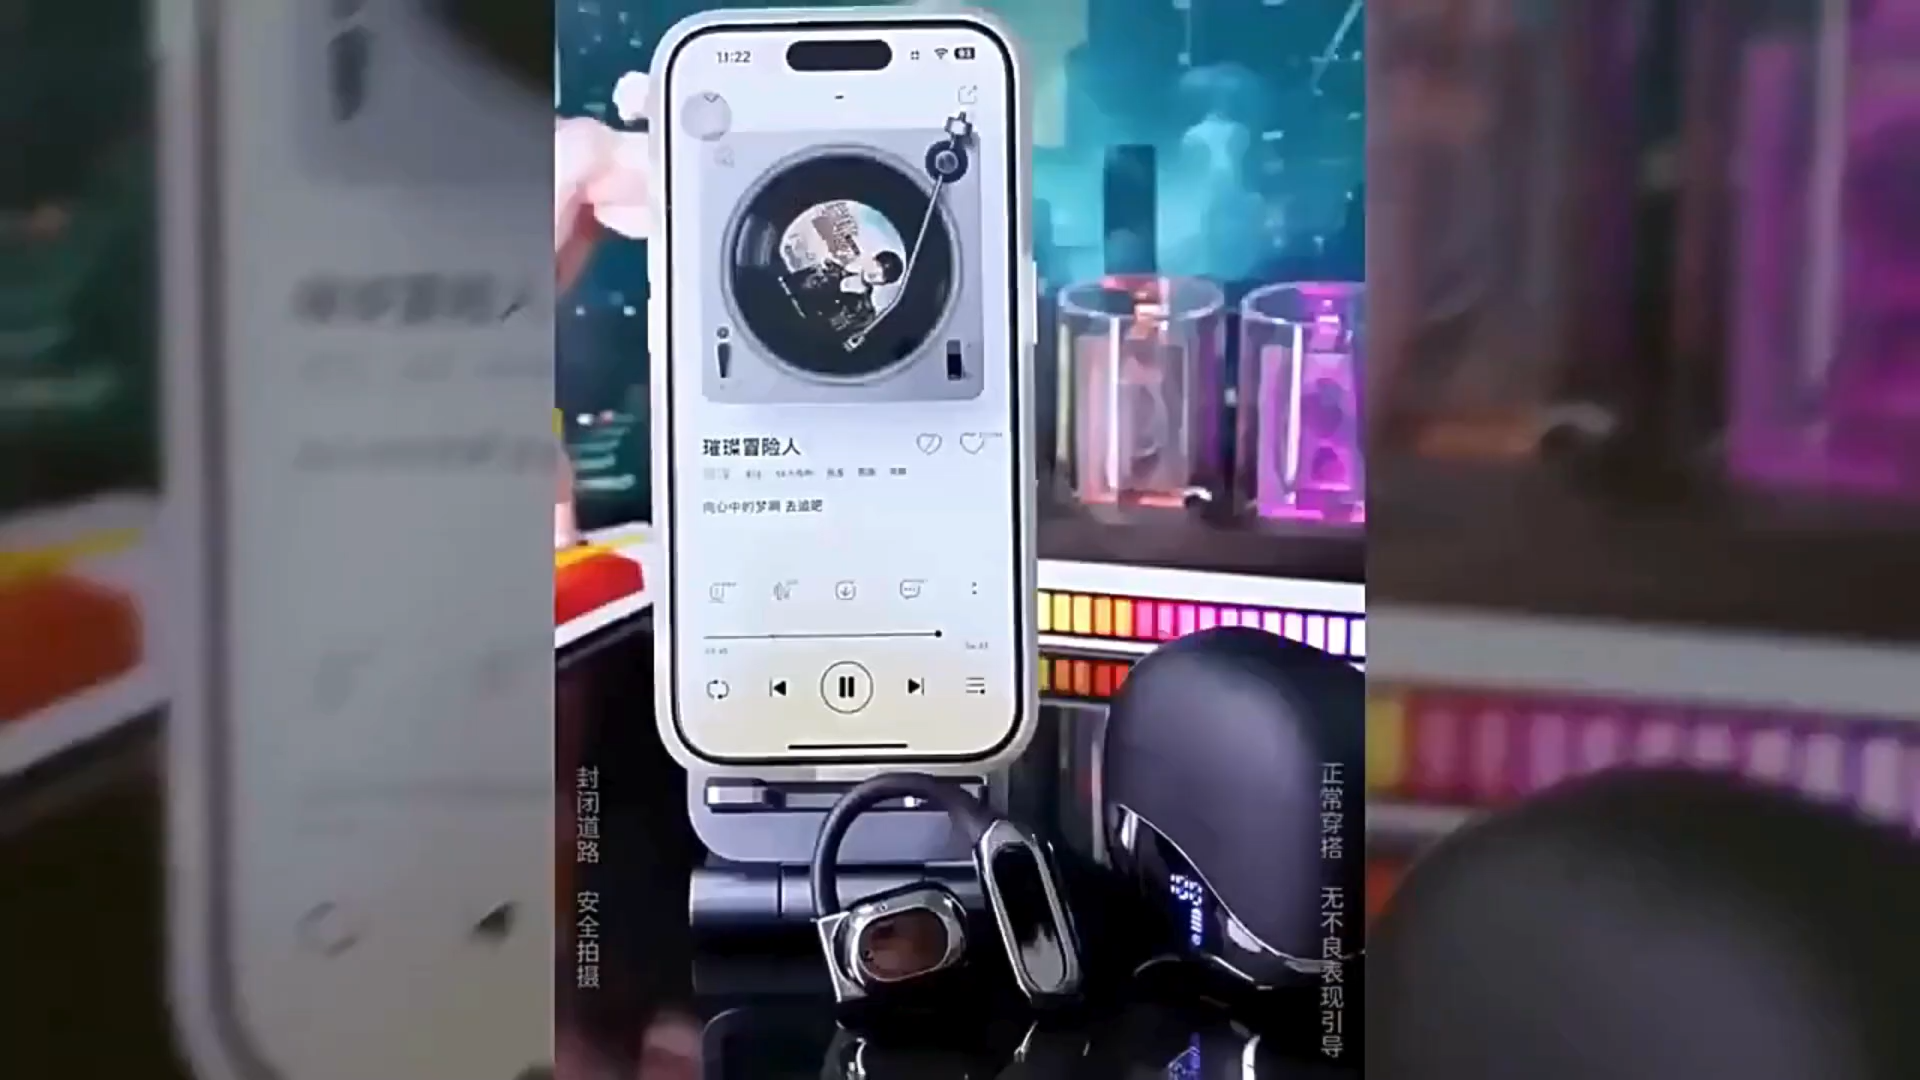 11:22
93
璀璨冒险人
向心中的梦啊 去追吧
封闭道路 安全拍摄
正常穿搭 无不良表现引导